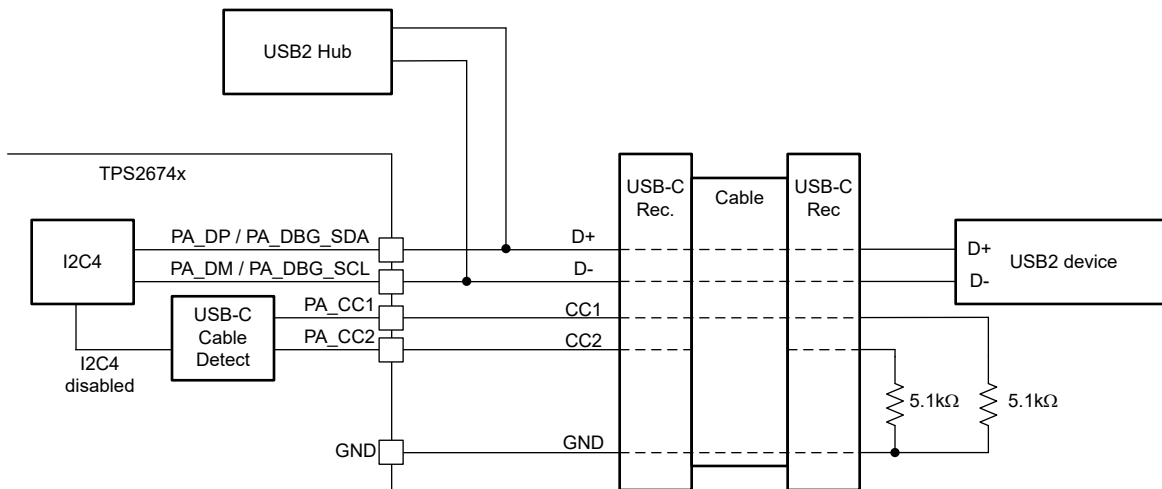 USB2 Hub
TPS2674x
I2C4
PA_DP / PA_DBG_SDA
PA_DM / PA_DBG_SCL
USB-C
Cable
Detect
PA_CC1
PA_CC2
I2C4
disabled
GND
D+
D-
CC1
CC2
GND
USB-C
Rec.
Cable
USB-C
Rec
D+
D-
USB2 device
5.1kΩ
5.1kΩ